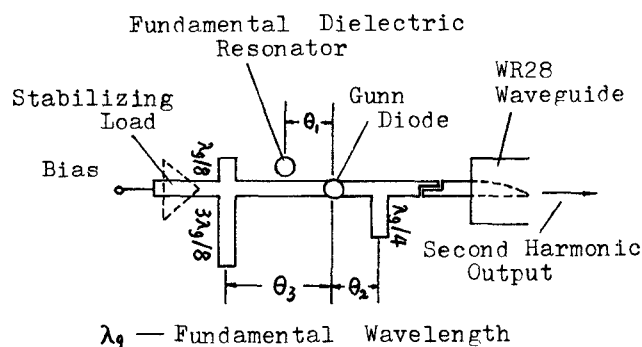 Fundamental Dielectric
Resonator
WR28
Waveguide
Stabilizing
Load
θ₁
Gunn
Diode
Bias
λg/8
3λg/8
λg/4
θ₃
θ₂
Second Harmonic
Output
λg — Fundamental Wavelength